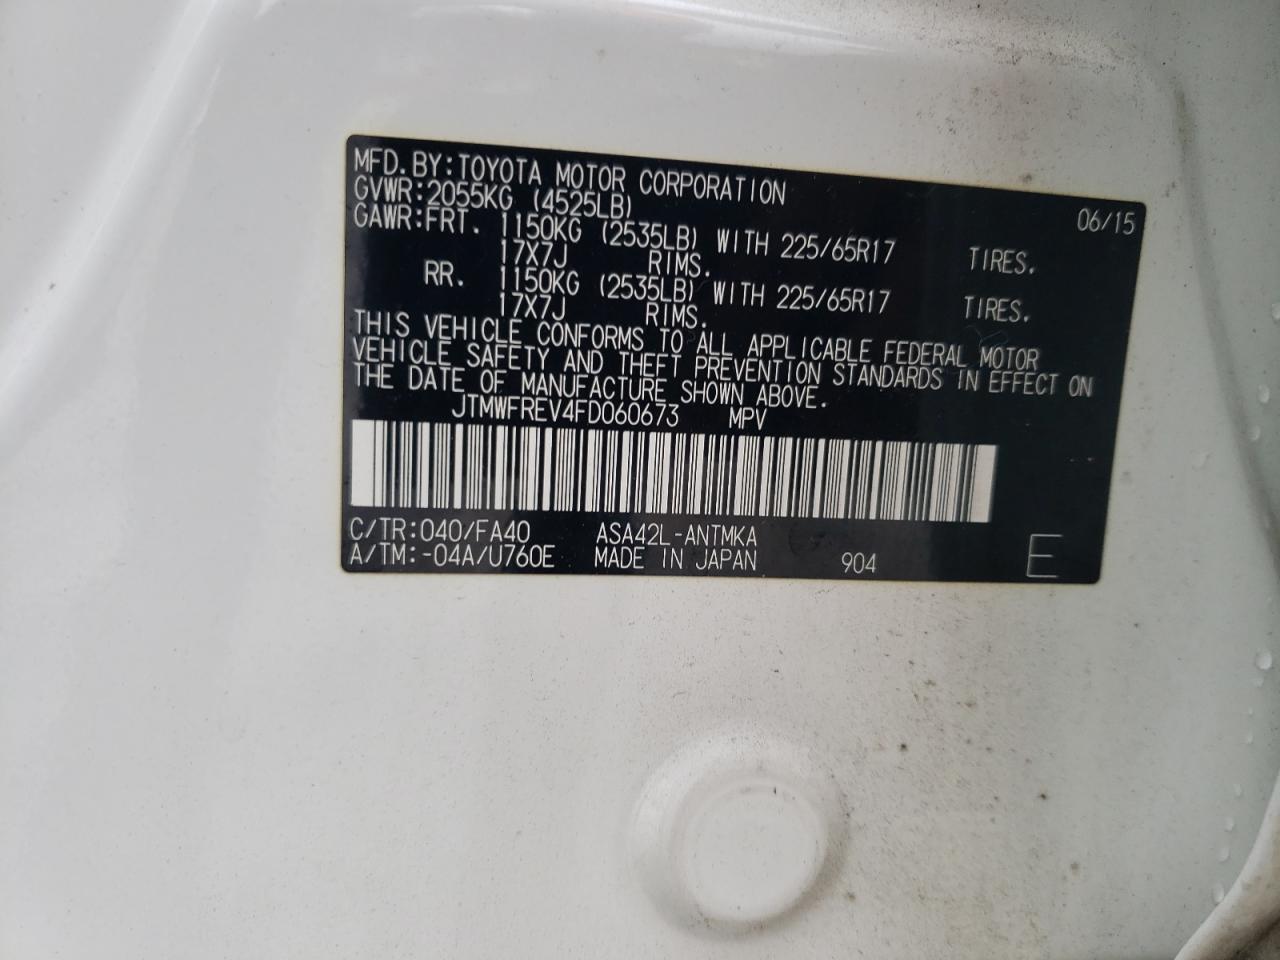 MFD.BY:TOYOTA MOTOR CORPORATION 06/15
GVWR:2055KG (4525LB)
GAWR:FRT. 1150KG (2535LB) WITH 225/65R17 TIRES.
17X7J RIMS.
RR. 1150KG (2535LB) WITH 225/65R17 TIRES.
17X7J RIMS.
THIS VEHICLE CONFORMS TO ALL APPLICABLE FEDERAL MOTOR
VEHICLE SAFETY AND THEFT PREVENTION STANDARDS IN EFFECT ON
THE DATE OF MANUFACTURE SHOWN ABOVE.
JTMWFREV4FD060673 MPV
C/TR:040/FA40 ASA42L-ANTMKA
A/TM:-04A/U760E MADE IN JAPAN 904 E